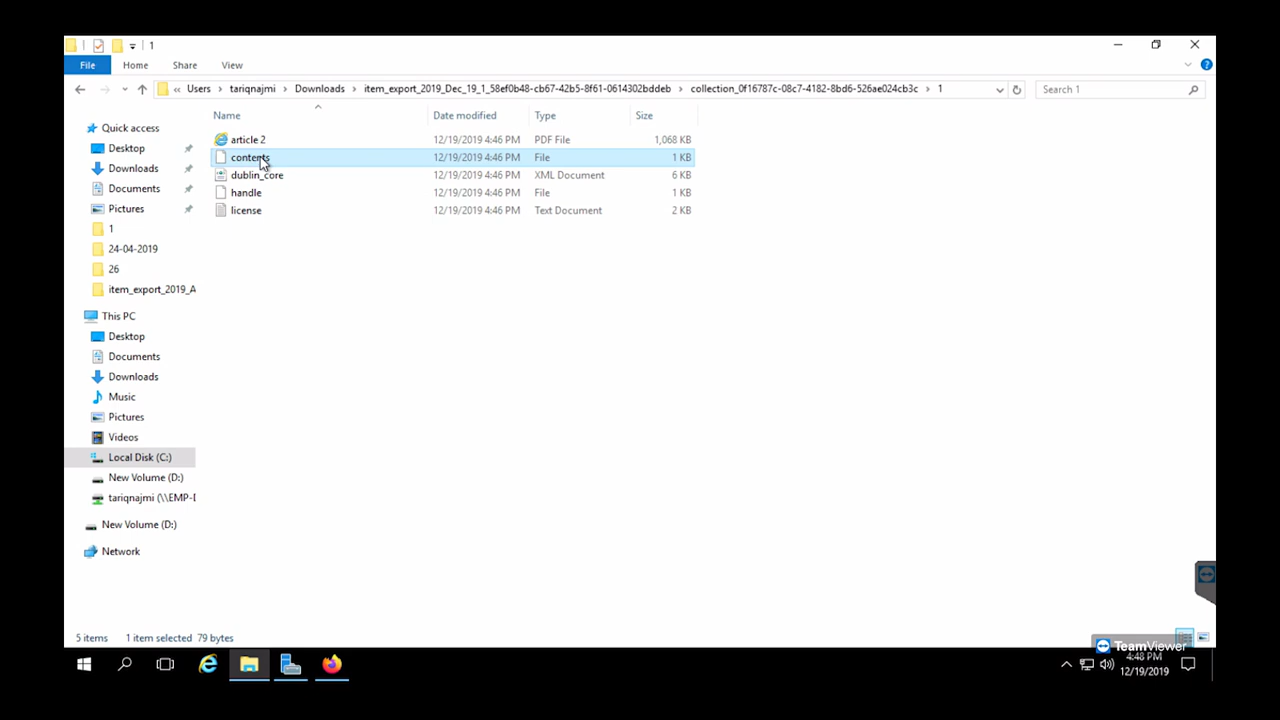 1
File Home Share View
« Users › tariqnajmi › Downloads › item_export_2019_Dec_19_1_58ef0b48-cb67-42b5-8f61-0614302bddeb › collection_0f16787c-08c7-4182-8bd6-526ae024cb3c › 1 Search 1
Name Date modified Type Size
Quick access
Desktop
Downloads
Documents
Pictures
1
24-04-2019
26
item_export_2019_A
This PC
Desktop
Documents
Downloads
Music
Pictures
Videos
Local Disk (C:)
New Volume (D:)
tariqnajmi (\\EMP-D
New Volume (D:)
Network
article 2 12/19/2019 4:46 PM PDF File 1,068 KB
contents 12/19/2019 4:46 PM File 1 KB
dublin_core 12/19/2019 4:46 PM XML Document 6 KB
handle 12/19/2019 4:46 PM File 1 KB
license 12/19/2019 4:46 PM Text Document 2 KB
5 items 1 item selected 79 bytes
TeamViewer
4:48 PM
12/19/2019